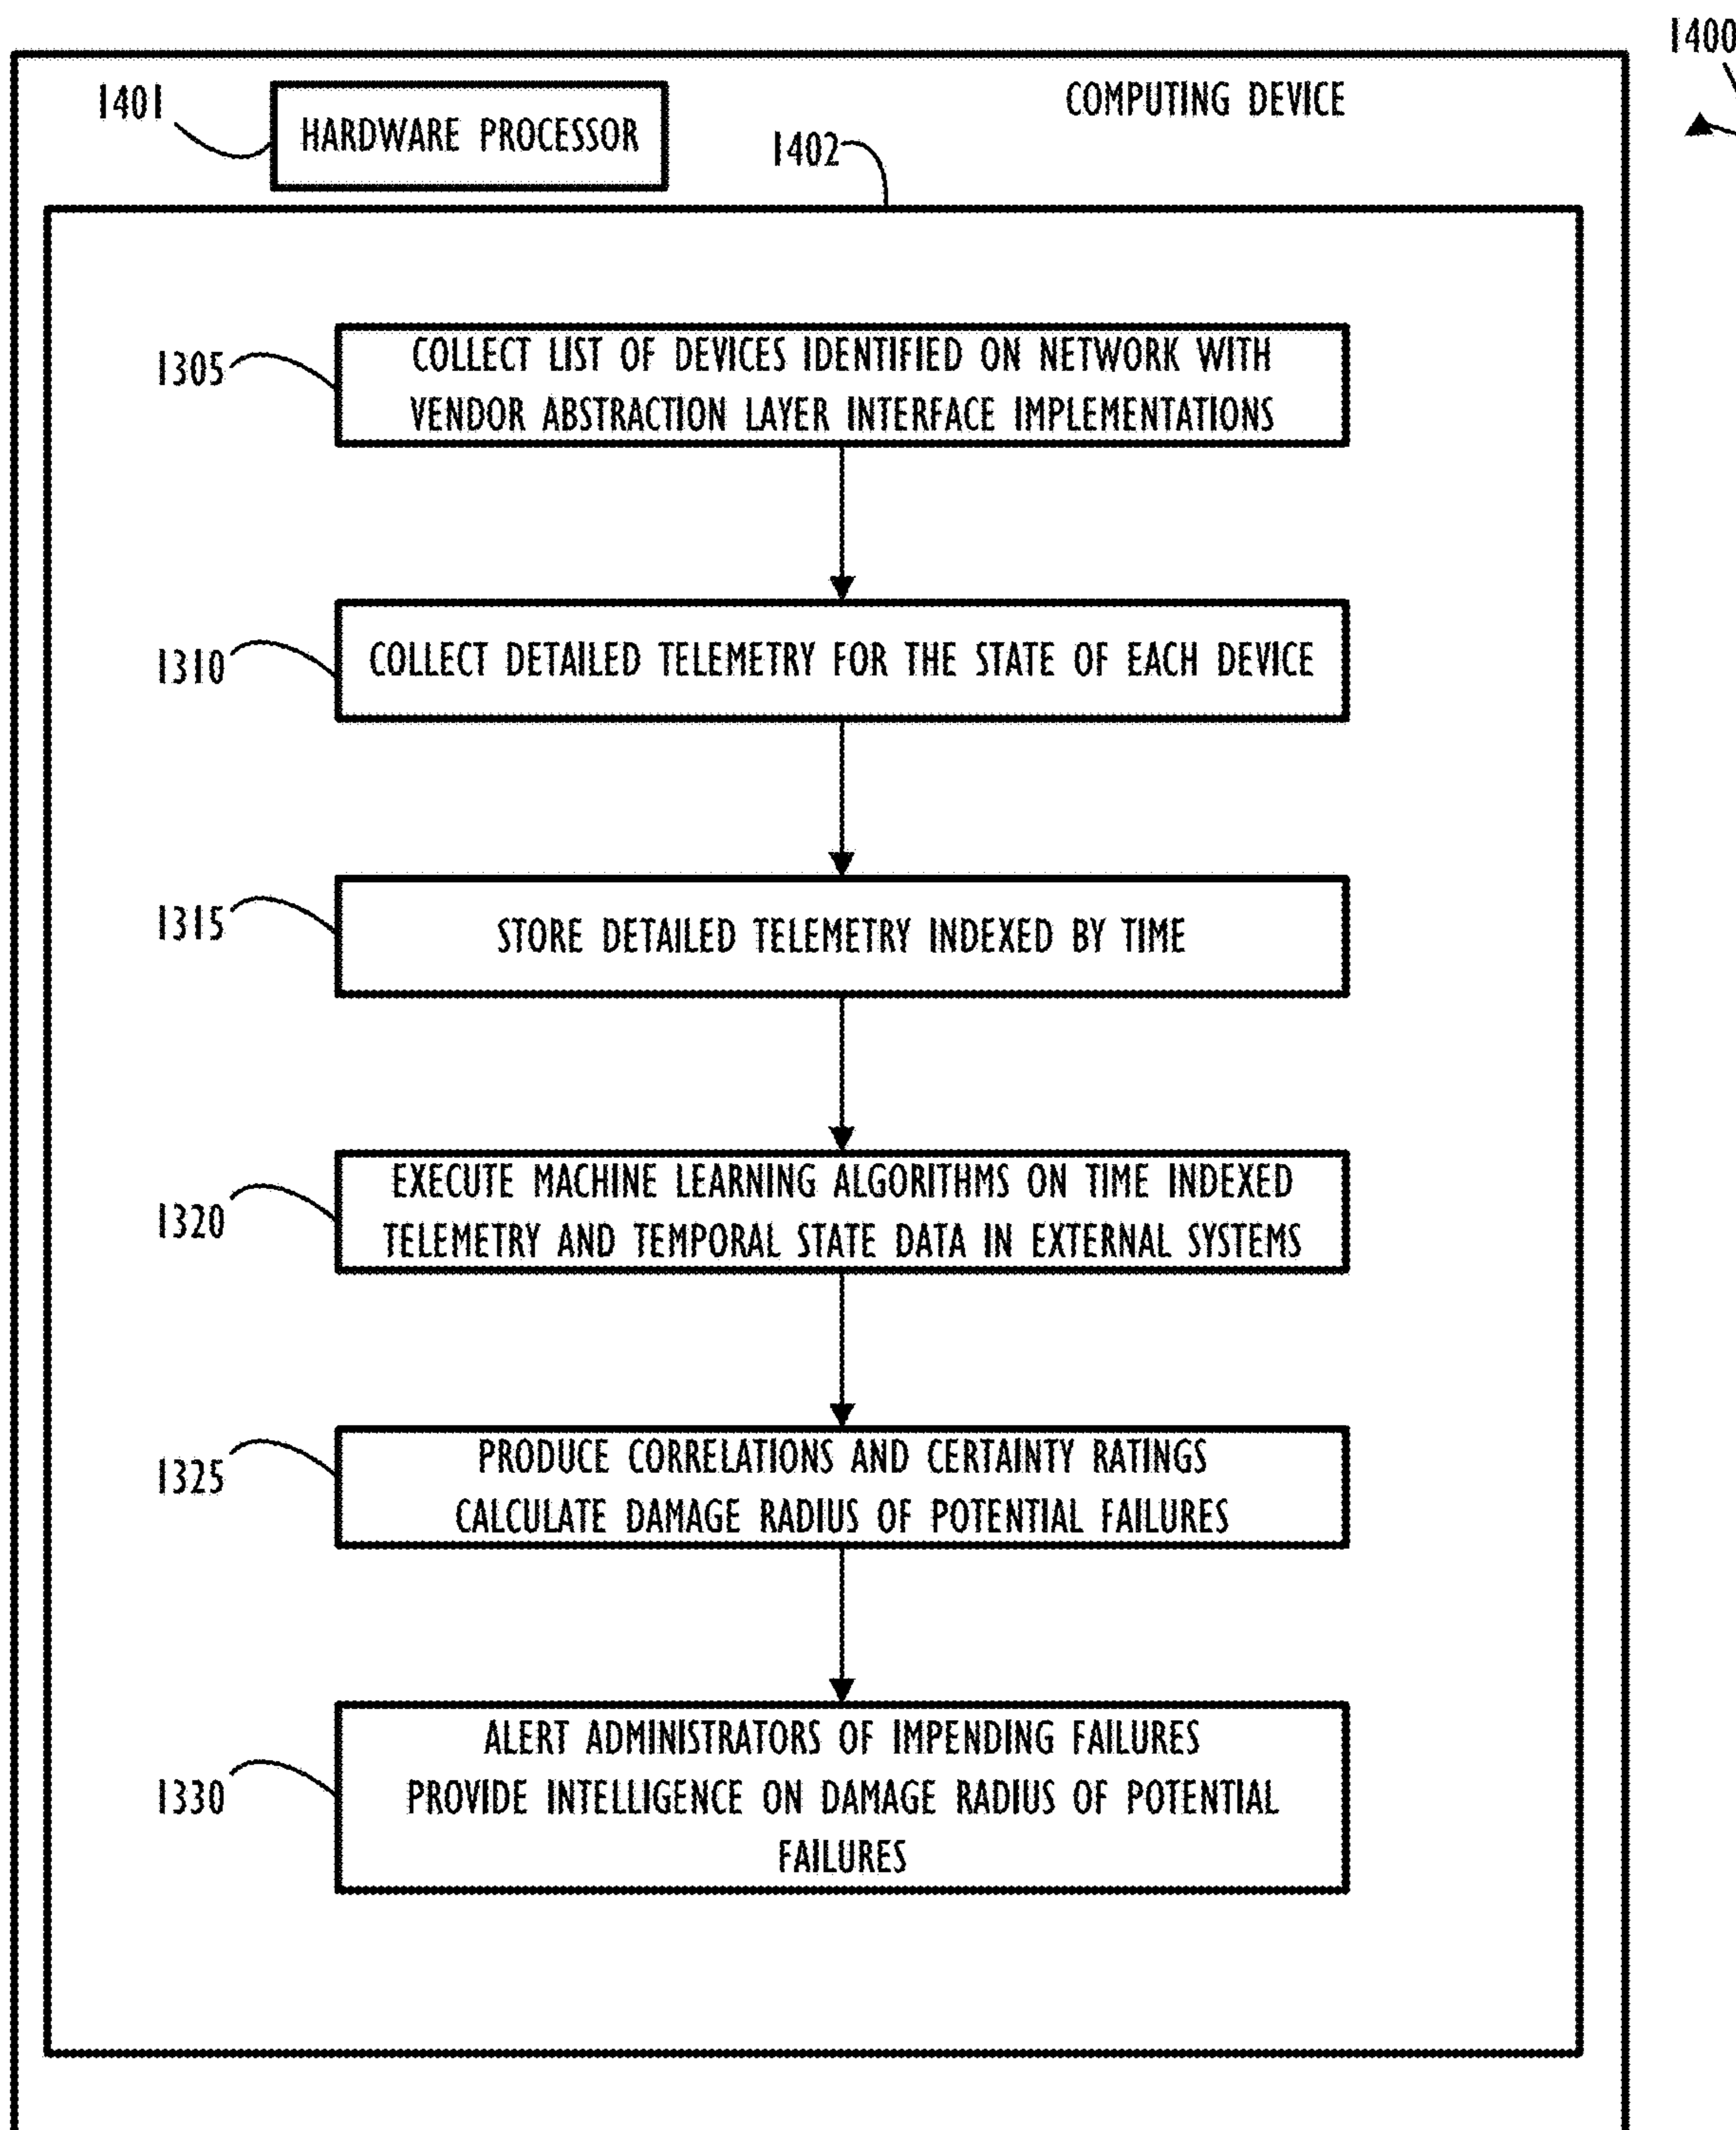 1400
COMPUTING DEVICE
1401
HARDWARE PROCESSOR
1402
1305
COLLECT LIST OF DEVICES IDENTIFIED ON NETWORK WITH
VENDOR ABSTRACTION LAYER INTERFACE IMPLEMENTATIONS
1310
COLLECT DETAILED TELEMETRY FOR THE STATE OF EACH DEVICE
1315
STORE DETAILED TELEMETRY INDEXED BY TIME
1320
EXECUTE MACHINE LEARNING ALGORITHMS ON TIME INDEXED
TELEMETRY AND TEMPORAL STATE DATA IN EXTERNAL SYSTEMS
1325
PRODUCE CORRELATIONS AND CERTAINTY RATINGS
CALCULATE DAMAGE RADIUS OF POTENTIAL FAILURES
1330
ALERT ADMINISTRATORS OF IMPENDING FAILURES
PROVIDE INTELLIGENCE ON DAMAGE RADIUS OF POTENTIAL
FAILURES